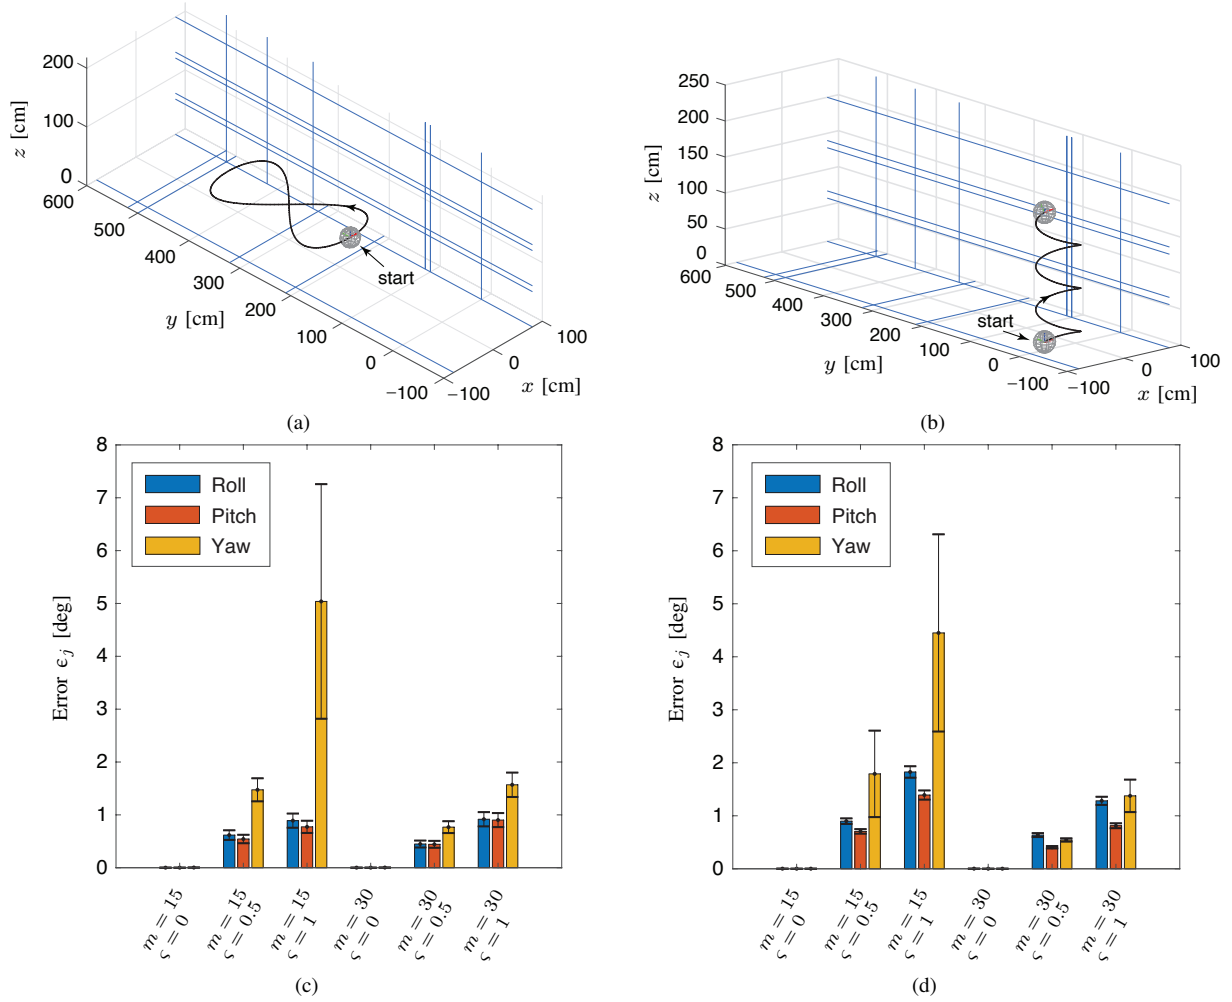 200
100
0
z [cm]
600
500
400
300
200
100
0
−100
y [cm]
−100
0
100
x [cm]
start
(a)
250
200
150
100
50
0
z [cm]
600
500
400
300
200
100
0
−100
y [cm]
−100
0
100
x [cm]
start
(b)
8
7
6
5
4
3
2
1
0
Error ϵj [deg]
Roll
Pitch
Yaw
m = 15
ς = 0
m = 15
ς = 0.5
m = 15
ς = 1
m = 30
ς = 0
m = 30
ς = 0.5
m = 30
ς = 1
(c)
8
7
6
5
4
3
2
1
0
Error ϵj [deg]
Roll
Pitch
Yaw
m = 15
ς = 0
m = 15
ς = 0.5
m = 15
ς = 1
m = 30
ς = 0
m = 30
ς = 0.5
m = 30
ς = 1
(d)